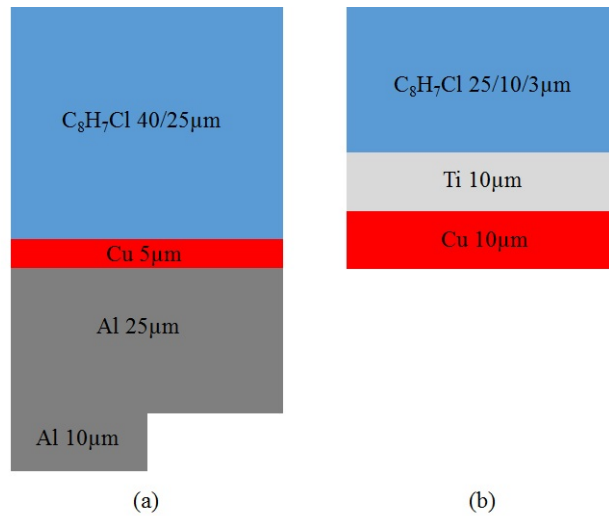 C₈H₇Cl 40/25µm
Cu 5µm
Al 25µm
Al 10µm
(a)
C₈H₇Cl 25/10/3µm
Ti 10µm
Cu 10µm
(b)